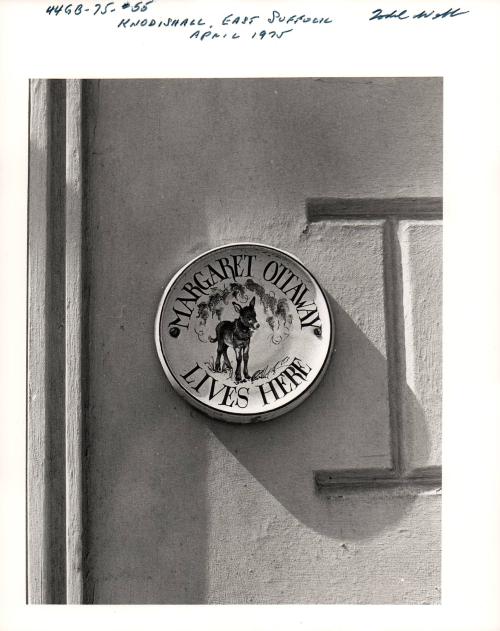 44GB-75-#55
KNODISHALL, EAST SUFFOLK
APRIL 1975
MARGARET OTTAWAY
LIVES HERE